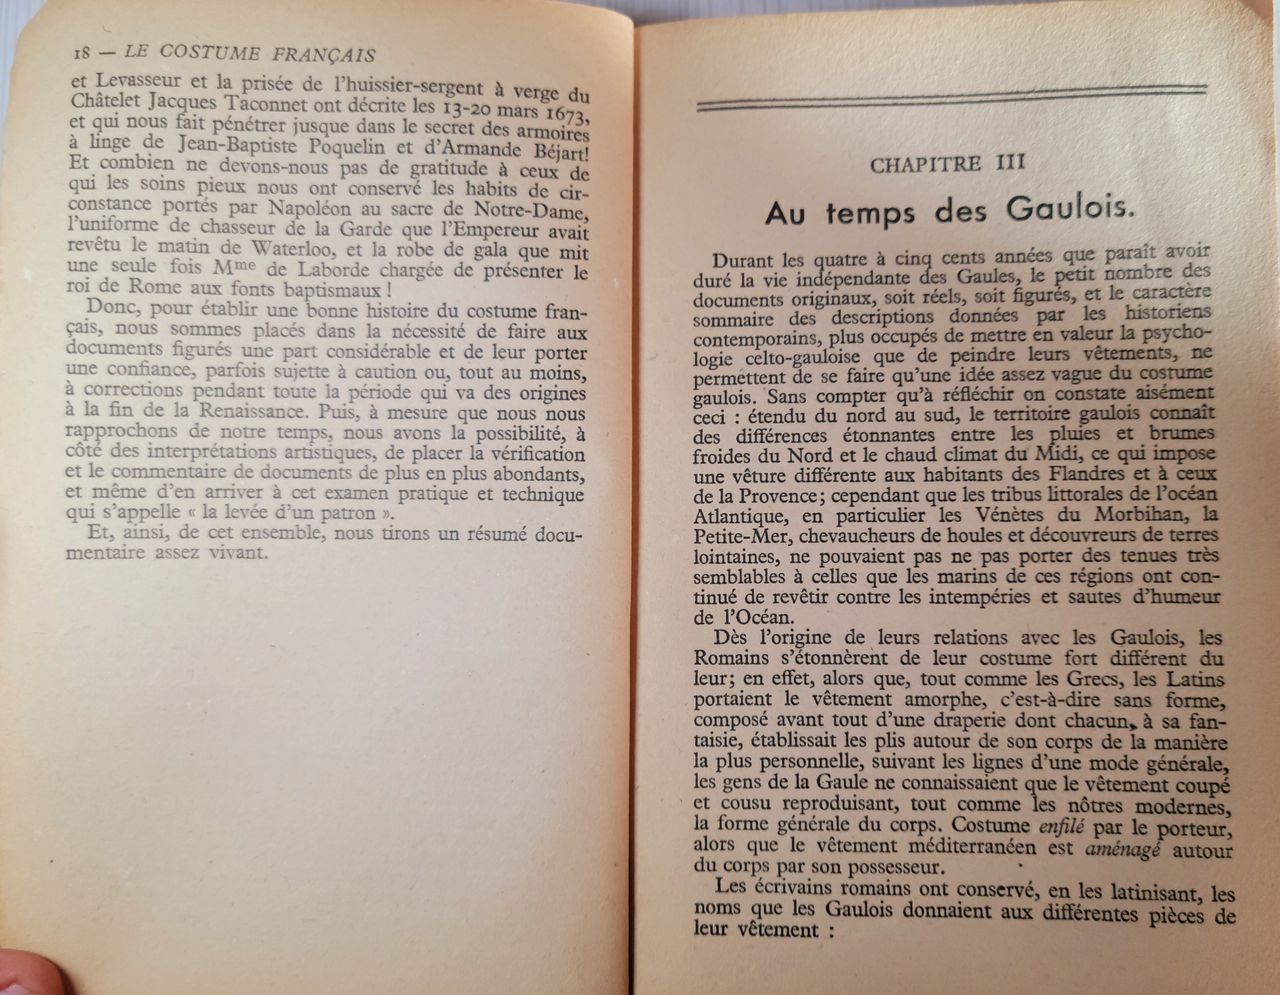 18 — LE COSTUME FRANÇAIS
et Levasseur et la prisée de l'huissier-sergent à verge du
Châtelet Jacques Taconnet ont décrite les 13-20 mars 1673,
et qui nous fait pénétrer jusque dans le secret des armoires
à linge de Jean-Baptiste Poquelin et d'Armande Béjart!
Et combien ne devons-nous pas de gratitude à ceux de
qui les soins pieux nous ont conservé les habits de cir-
constance portés par Napoléon au sacre de Notre-Dame,
l'uniforme de chasseur de la Garde que l'Empereur avait
revêtu le matin de Waterloo, et la robe de gala que mit
une seule fois Mme de Laborde chargée de présenter le
roi de Rome aux fonts baptismaux !
Donc, pour établir une bonne histoire du costume fran-
çais, nous sommes placés dans la nécessité de faire aux
documents figurés une part considérable et de leur porter
une confiance, parfois sujette à caution ou, tout au moins,
à corrections pendant toute la période qui va des origines
à la fin de la Renaissance. Puis, à mesure que nous nous
rapprochons de notre temps, nous avons la possibilité, à
côté des interprétations artistiques, de placer la vérification
et le commentaire de documents de plus en plus abondants,
et même d'en arriver à cet examen pratique et technique
qui s'appelle « la levée d'un patron ».
Et, ainsi, de cet ensemble, nous tirons un résumé docu-
mentaire assez vivant.
CHAPITRE III
Au temps des Gaulois.
Durant les quatre à cinq cents années que paraît avoir
duré la vie indépendante des Gaules, le petit nombre des
documents originaux, soit réels, soit figurés, et le caractère
sommaire des descriptions données par les historiens
contemporains, plus occupés de mettre en valeur la psycho-
logie celto-gauloise que de peindre leurs vêtements, ne
permettent de se faire qu'une idée assez vague du costume
gaulois. Sans compter qu'à réfléchir on constate aisément
ceci : étendu du nord au sud, le territoire gaulois connaît
des différences étonnantes entre les pluies et brumes
froides du Nord et le chaud climat du Midi, ce qui impose
une vêture différente aux habitants des Flandres et à ceux
de la Provence; cependant que les tribus littorales de l'océan
Atlantique, en particulier les Vénètes du Morbihan, la
Petite-Mer, chevaucheurs de houles et découvreurs de terres
lointaines, ne pouvaient pas ne pas porter des tenues très
semblables à celles que les marins de ces régions ont con-
tinué de revêtir contre les intempéries et sautes d'humeur
de l'Océan.
Dès l'origine de leurs relations avec les Gaulois, les
Romains s'étonnèrent de leur costume fort différent du
leur; en effet, alors que, tout comme les Grecs, les Latins
portaient le vêtement amorphe, c'est-à-dire sans forme,
composé avant tout d'une draperie dont chacun, à sa fan-
taisie, établissait les plis autour de son corps de la manière
la plus personnelle, suivant les lignes d'une mode générale,
les gens de la Gaule ne connaissaient que le vêtement coupé
et cousu reproduisant, tout comme les nôtres modernes,
la forme générale du corps. Costume enfilé par le porteur,
alors que le vêtement méditerranéen est aménagé autour
du corps par son possesseur.
Les écrivains romains ont conservé, en les latinisant, les
noms que les Gaulois donnaient aux différentes pièces de
leur vêtement :